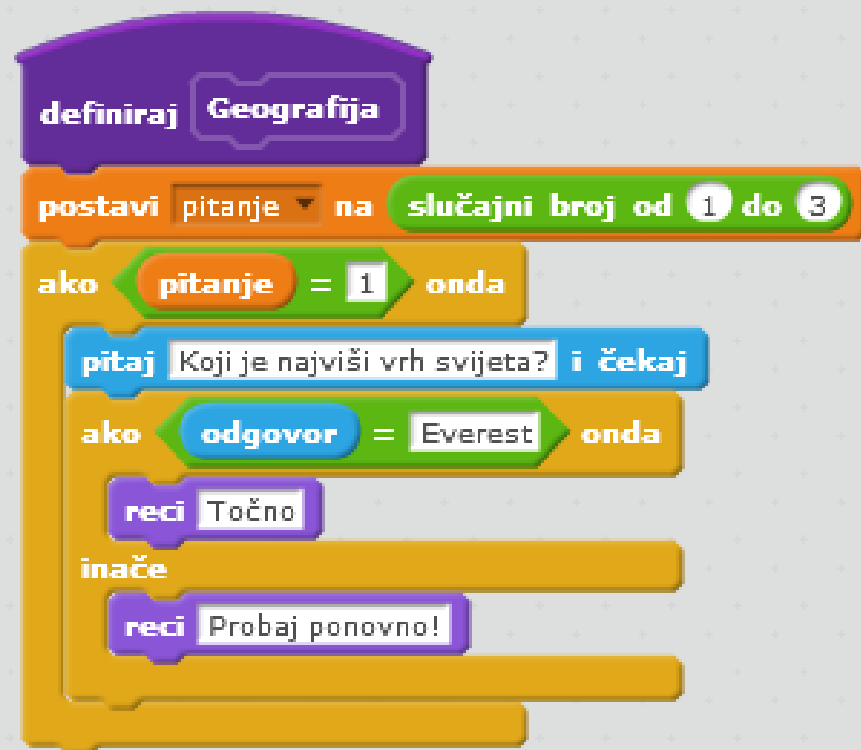 definiraj Geografija
postavi pitanje na slučajni broj od 1 do 3
ako pitanje = 1 onda
pitaj Koji je najviši vrh svijeta? i čekaj
ako odgovor = Everest onda
reci Točno
inače
reci Probaj ponovno!